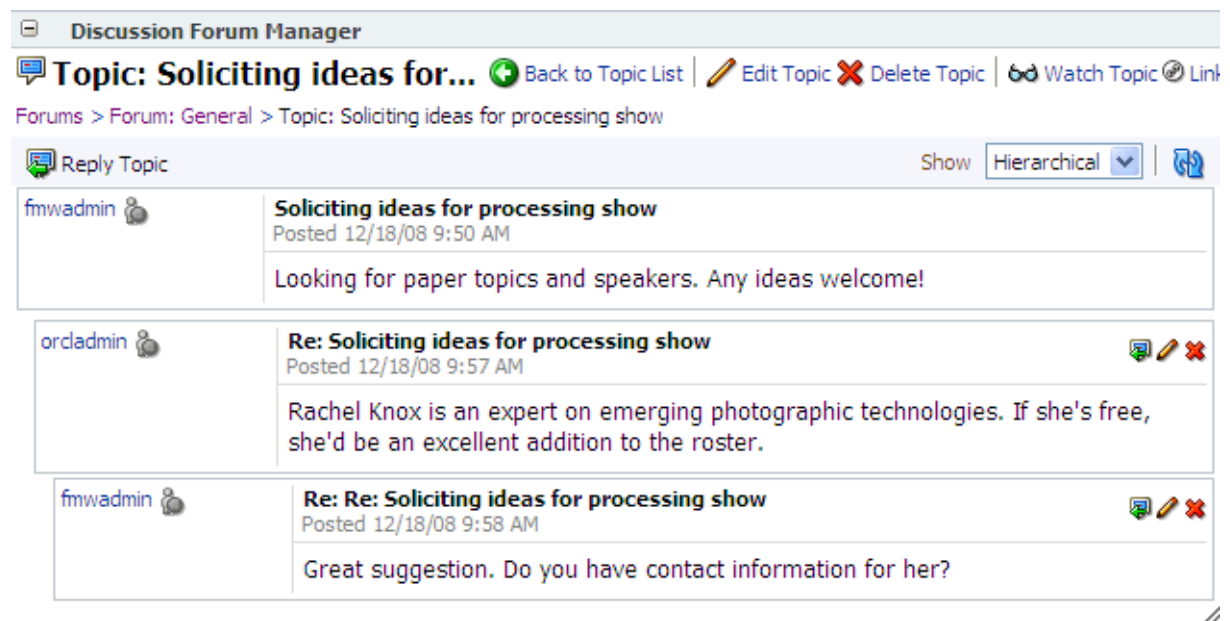 Discussion Forum Manager
Topic: Soliciting ideas for... Back to Topic List Edit Topic Delete Topic Watch Topic Link
Forums > Forum: General > Topic: Soliciting ideas for processing show
Reply Topic Show Hierarchical
fmwadmin Soliciting ideas for processing show
Posted 12/18/08 9:50 AM
Looking for paper topics and speakers. Any ideas welcome!
orcladmin Re: Soliciting ideas for processing show
Posted 12/18/08 9:57 AM
Rachel Knox is an expert on emerging photographic technologies. If she's free,
she'd be an excellent addition to the roster.
fmwadmin Re: Re: Soliciting ideas for processing show
Posted 12/18/08 9:58 AM
Great suggestion. Do you have contact information for her?